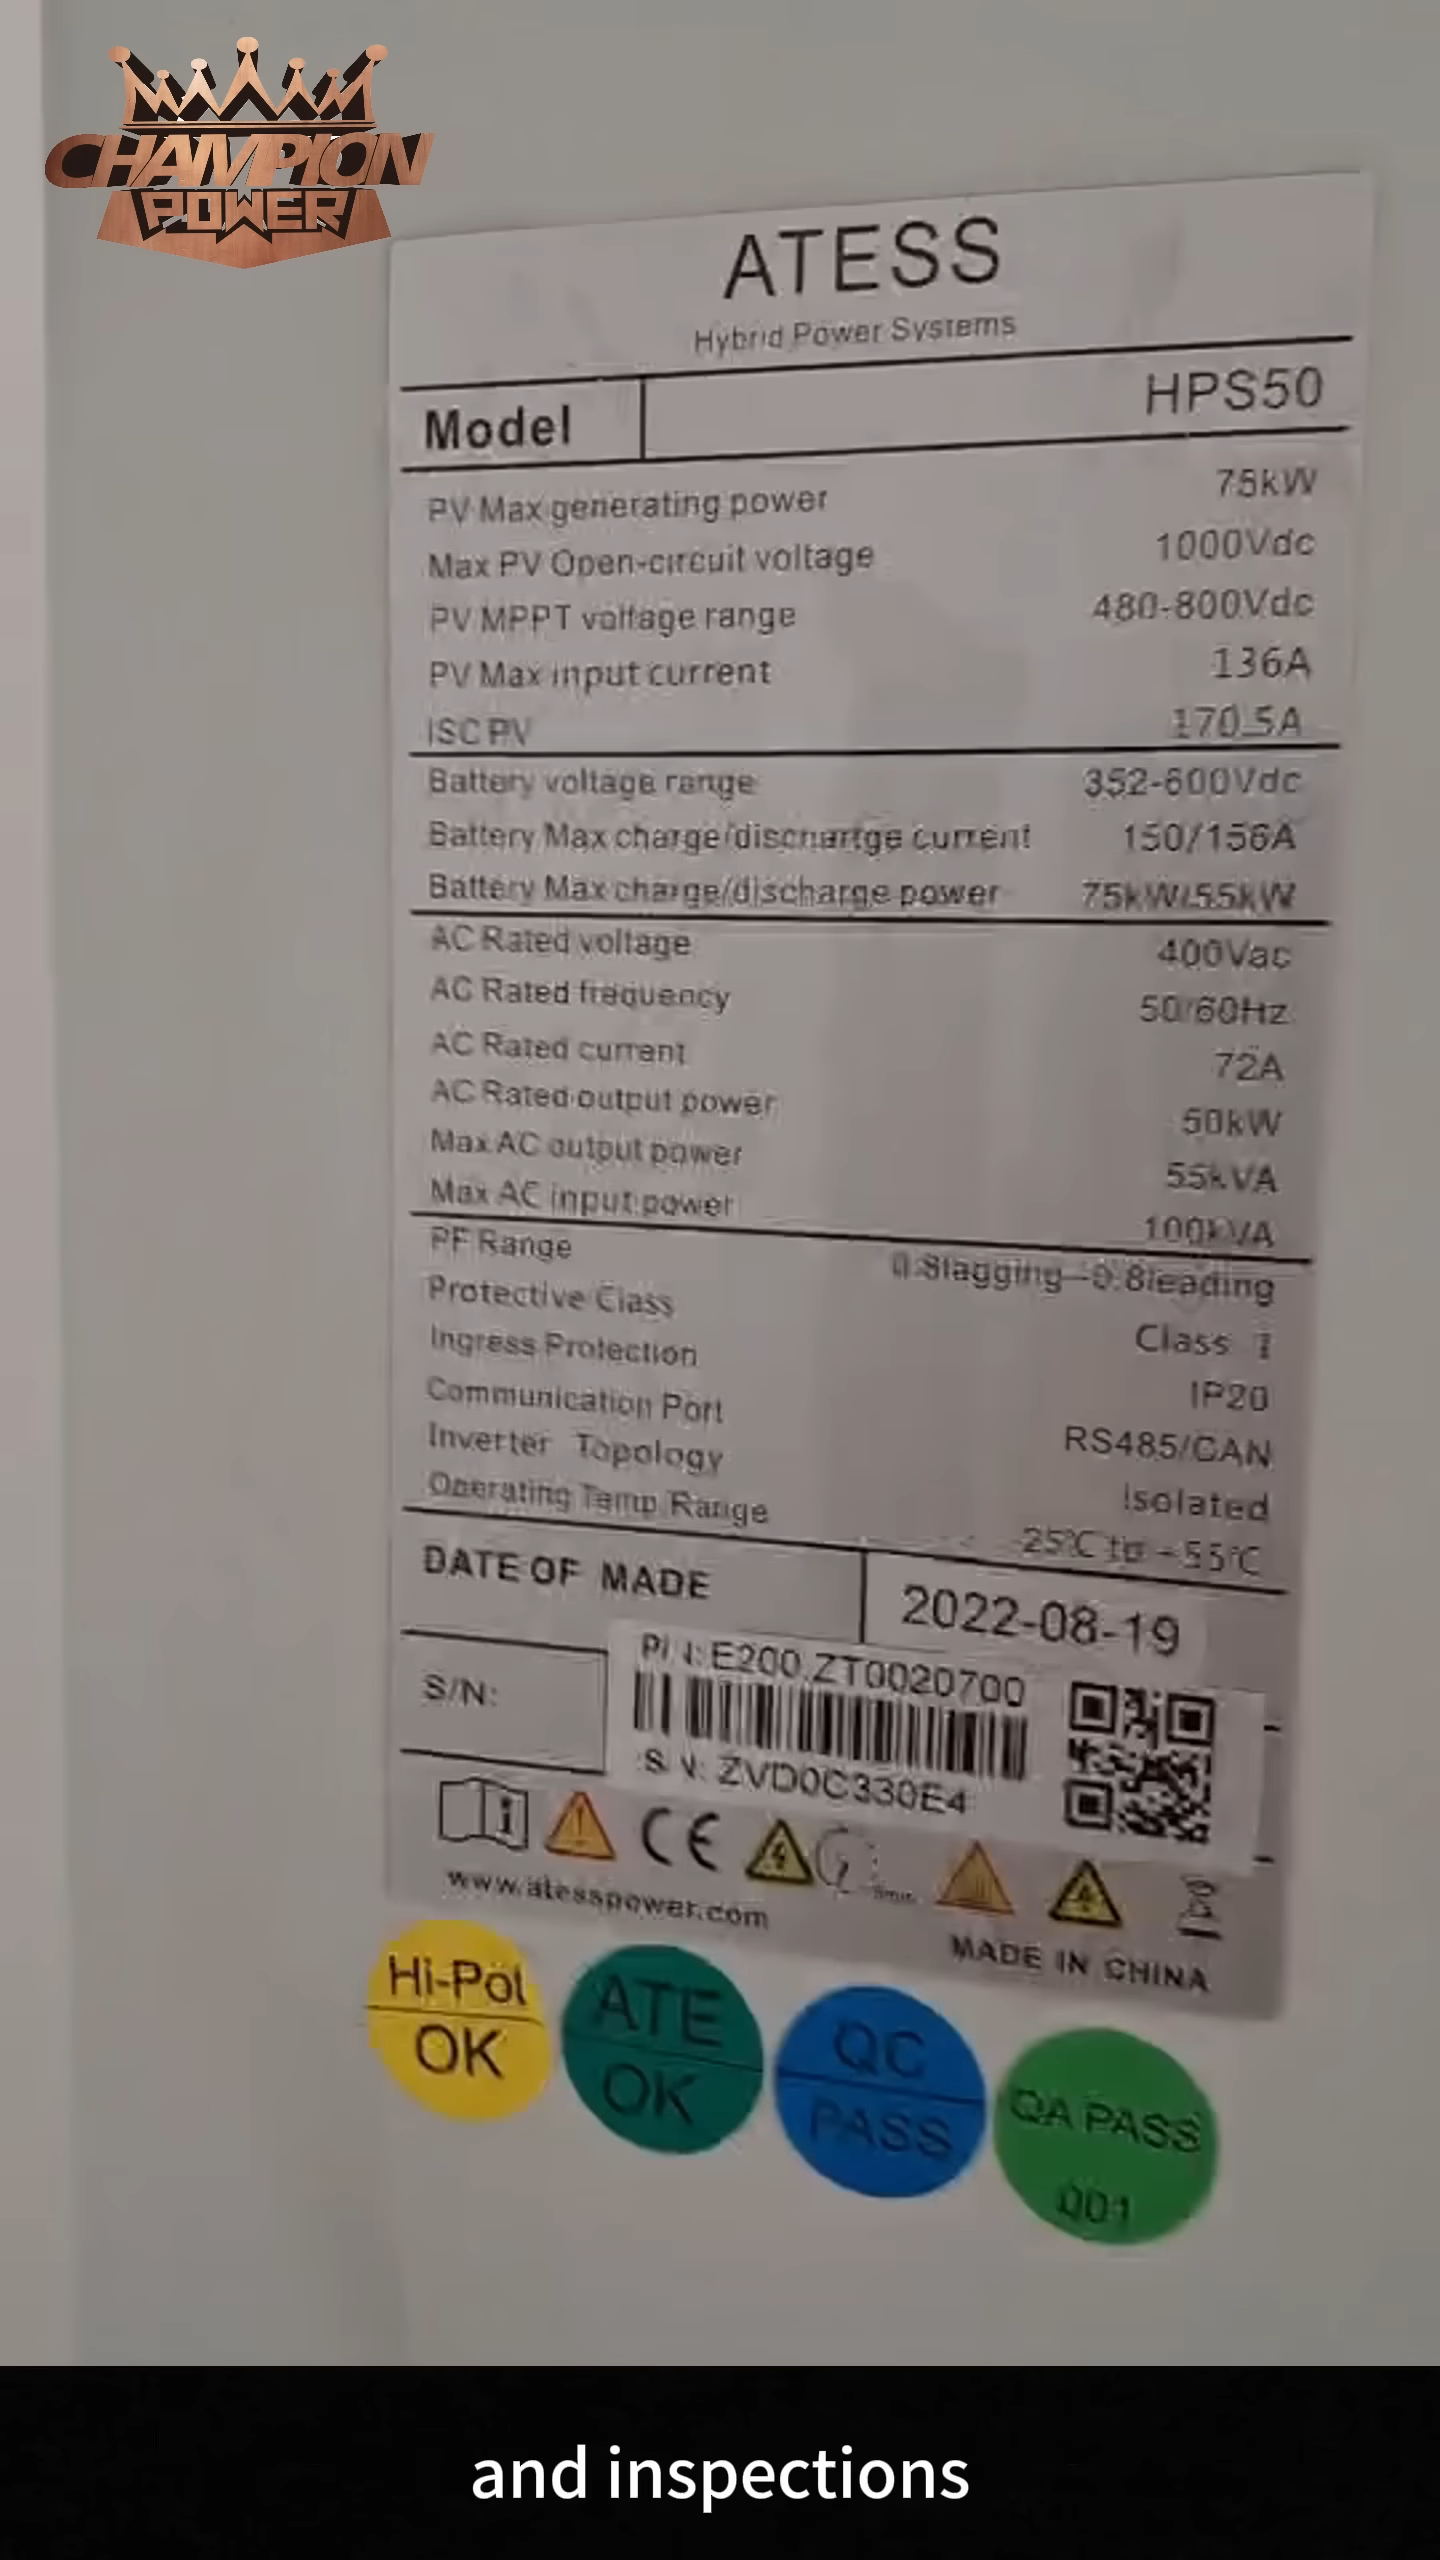 CHAMPION
POWER
ATESS
Hybrid Power Systems
Model HPS50
PV Max generating power 75kW
Max PV Open-circuit voltage 1000Vdc
PV MPPT voltage range 480-800Vdc
PV Max input current 136A
ISC PV 170.5A
Battery voltage range 352-600Vdc
Battery Max charge/dischartge current 150/156A
Battery Max charge/discharge power 75kW/55kW
AC Rated voltage 400Vac
AC Rated frequency 50/60Hz
AC Rated current 72A
AC Rated output power 50kW
Max AC output power 55kVA
Max AC input power 100kVA
PF Range 0.8lagging–0.8leading
Protective Class Class I
Ingress Protection IP20
Communication Port RS485/CAN
Inverter Topology Isolated
Operating Temp Range 25℃ to 55℃
DATE OF MADE 2022-08-19
P/N: E200.ZT0020700
S/N:
S/N: ZVD0C330E4
CE
www.atesspower.com
MADE IN CHINA
Hi-Pot
OK
ATE
OK
QC
PASS
QA PASS
001
and inspections